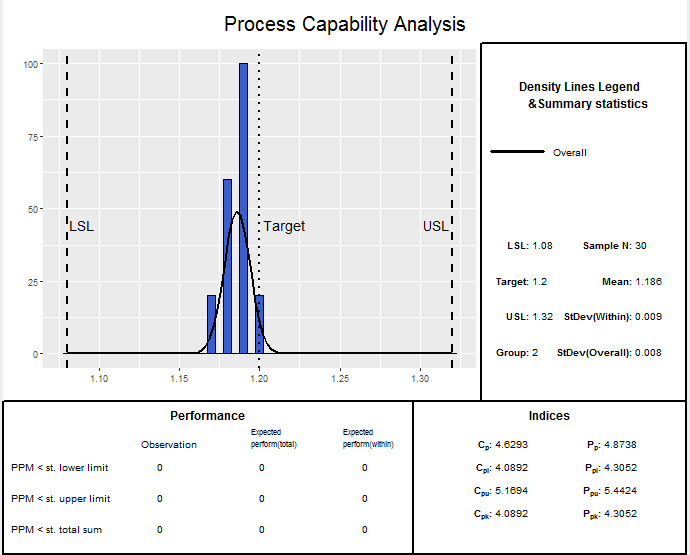 Process Capability Analysis
100
75
50
25
0
LSL
Target
USL
1.10 1.15 1.20 1.25 1.30
Density Lines Legend
&Summary statistics
Overall
LSL: 1.08 Sample N: 30
Target: 1.2 Mean: 1.186
USL: 1.32 StDev(Within): 0.009
Group: 2 StDev(Overall): 0.008
Performance
Observation Expected perform(total) Expected perform(within)
PPM < st. lower limit 0 0 0
PPM < st. upper limit 0 0 0
PPM < st. total sum 0 0 0
Indices
Cp: 4.6293 Pp: 4.8738
Cpl: 4.0892 Ppl: 4.3052
Cpu: 5.1694 Ppu: 5.4424
Cpk: 4.0892 Ppk: 4.3052